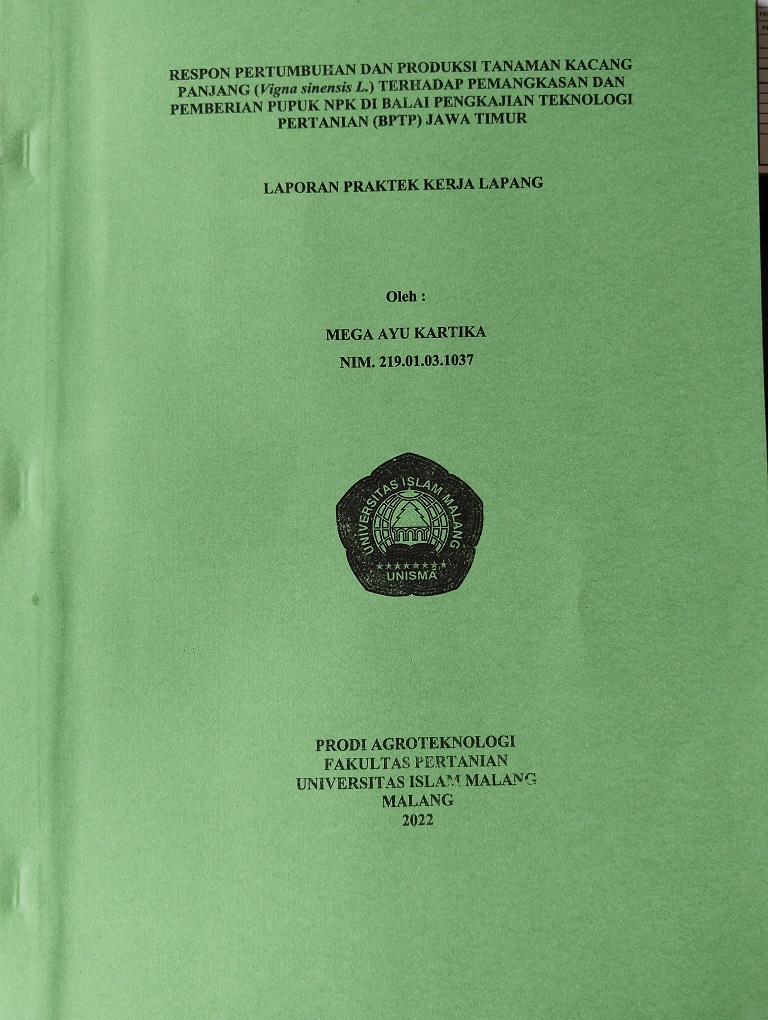 RESPON PERTUMBUHAN DAN PRODUKSI TANAMAN KACANG
PANJANG (Vigna sinensis L.) TERHADAP PEMANGKASAN DAN
PEMBERIAN PUPUK NPK DI BALAI PENGKAJIAN TEKNOLOGI
PERTANIAN (BPTP) JAWA TIMUR
LAPORAN PRAKTEK KERJA LAPANG
Oleh :
MEGA AYU KARTIKA
NIM. 219.01.03.1037
UNIVERSITAS ISLAM MALANG
UNISMA
PRODI AGROTEKNOLOGI
FAKULTAS PERTANIAN
UNIVERSITAS ISLAM MALANG
MALANG
2022